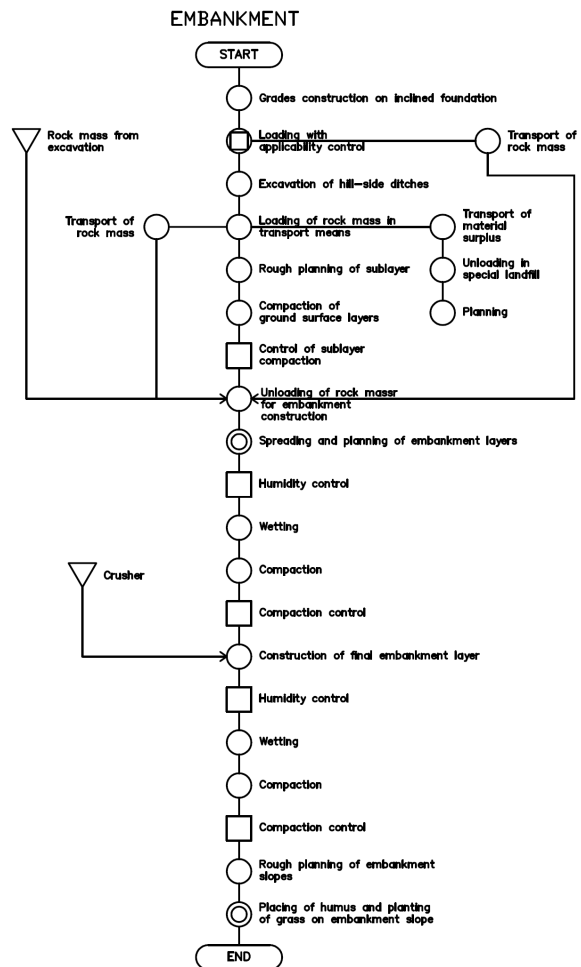 EMBANKMENT
START
Grades construction on inclined foundation
Rock mass from
excavation
Loading with
applicability control
Transport of
rock mass
Excavation of hill-side ditches
Transport of
rock mass
Loading of rock mass in
transport means
Transport of
material
surplus
Rough planning of sublayer
Unloading in
special landfill
Compaction of
ground surface layers
Planning
Control of sublayer
compaction
Unloading of rock massr
for embankment
construction
Spreading and planning of embankment layers
Humidity control
Wetting
Crusher
Compaction
Compaction control
Construction of final embankment layer
Humidity control
Wetting
Compaction
Compaction control
Rough planning of embankment
slopes
Placing of humus and planting
of grass on embankment slope
END